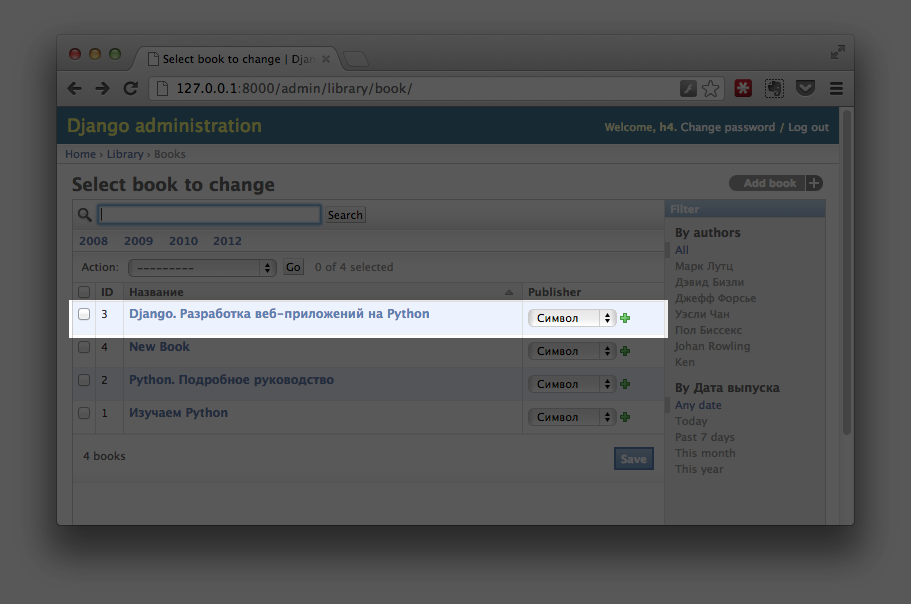 Select book to change | Djan
127.0.0.1:8000/admin/library/book/
Django administration
Welcome, h4. Change password / Log out
Home › Library › Books
Select book to change
Add book
Search
Filter
2008 2009 2010 2012
By authors
All
Марк Лутц
Дэвид Бизли
Джефф Форсье
Уэсли Чан
Пол Биссекс
Johan Rowling
Ken
By Дата выпуска
Any date
Today
Past 7 days
This month
This year
Action: --------- Go 0 of 4 selected
ID Название Publisher
3 Django. Разработка веб-приложений на Python Символ
4 New Book Символ
2 Python. Подробное руководство Символ
1 Изучаем Python Символ
4 books
Save